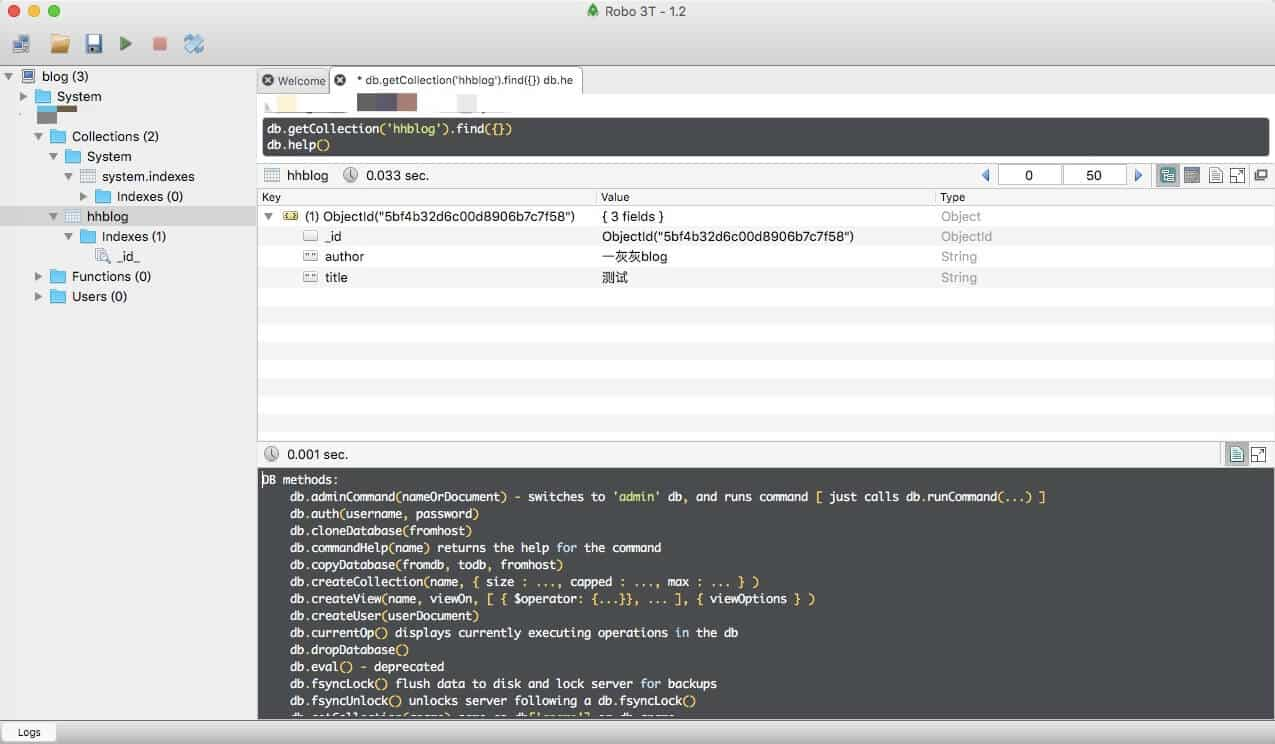 Robo 3T - 1.2
blog (3)
System
Collections (2)
System
system.indexes
Indexes (0)
hhblog
Indexes (1)
_id_
Functions (0)
Users (0)
Welcome
* db.getCollection('hhblog').find({}) db.he
db.getCollection('hhblog').find({})
db.help()
hhblog 0.033 sec. 0 50
Key Value Type
(1) ObjectId("5bf4b32d6c00d8906b7c7f58") { 3 fields } Object
_id ObjectId("5bf4b32d6c00d8906b7c7f58") ObjectId
author 一灰灰blog String
title 测试 String
0.001 sec.
DB methods:
db.adminCommand(nameOrDocument) - switches to 'admin' db, and runs command [ just calls db.runCommand(...) ]
db.auth(username, password)
db.cloneDatabase(fromhost)
db.commandHelp(name) returns the help for the command
db.copyDatabase(fromdb, todb, fromhost)
db.createCollection(name, { size : ..., capped : ..., max : ... } )
db.createView(name, viewOn, [ { $operator: {...}}, ... ], { viewOptions } )
db.createUser(userDocument)
db.currentOp() displays currently executing operations in the db
db.dropDatabase()
db.eval() - deprecated
db.fsyncLock() flush data to disk and lock server for backups
db.fsyncUnlock() unlocks server following a db.fsyncLock()
Logs